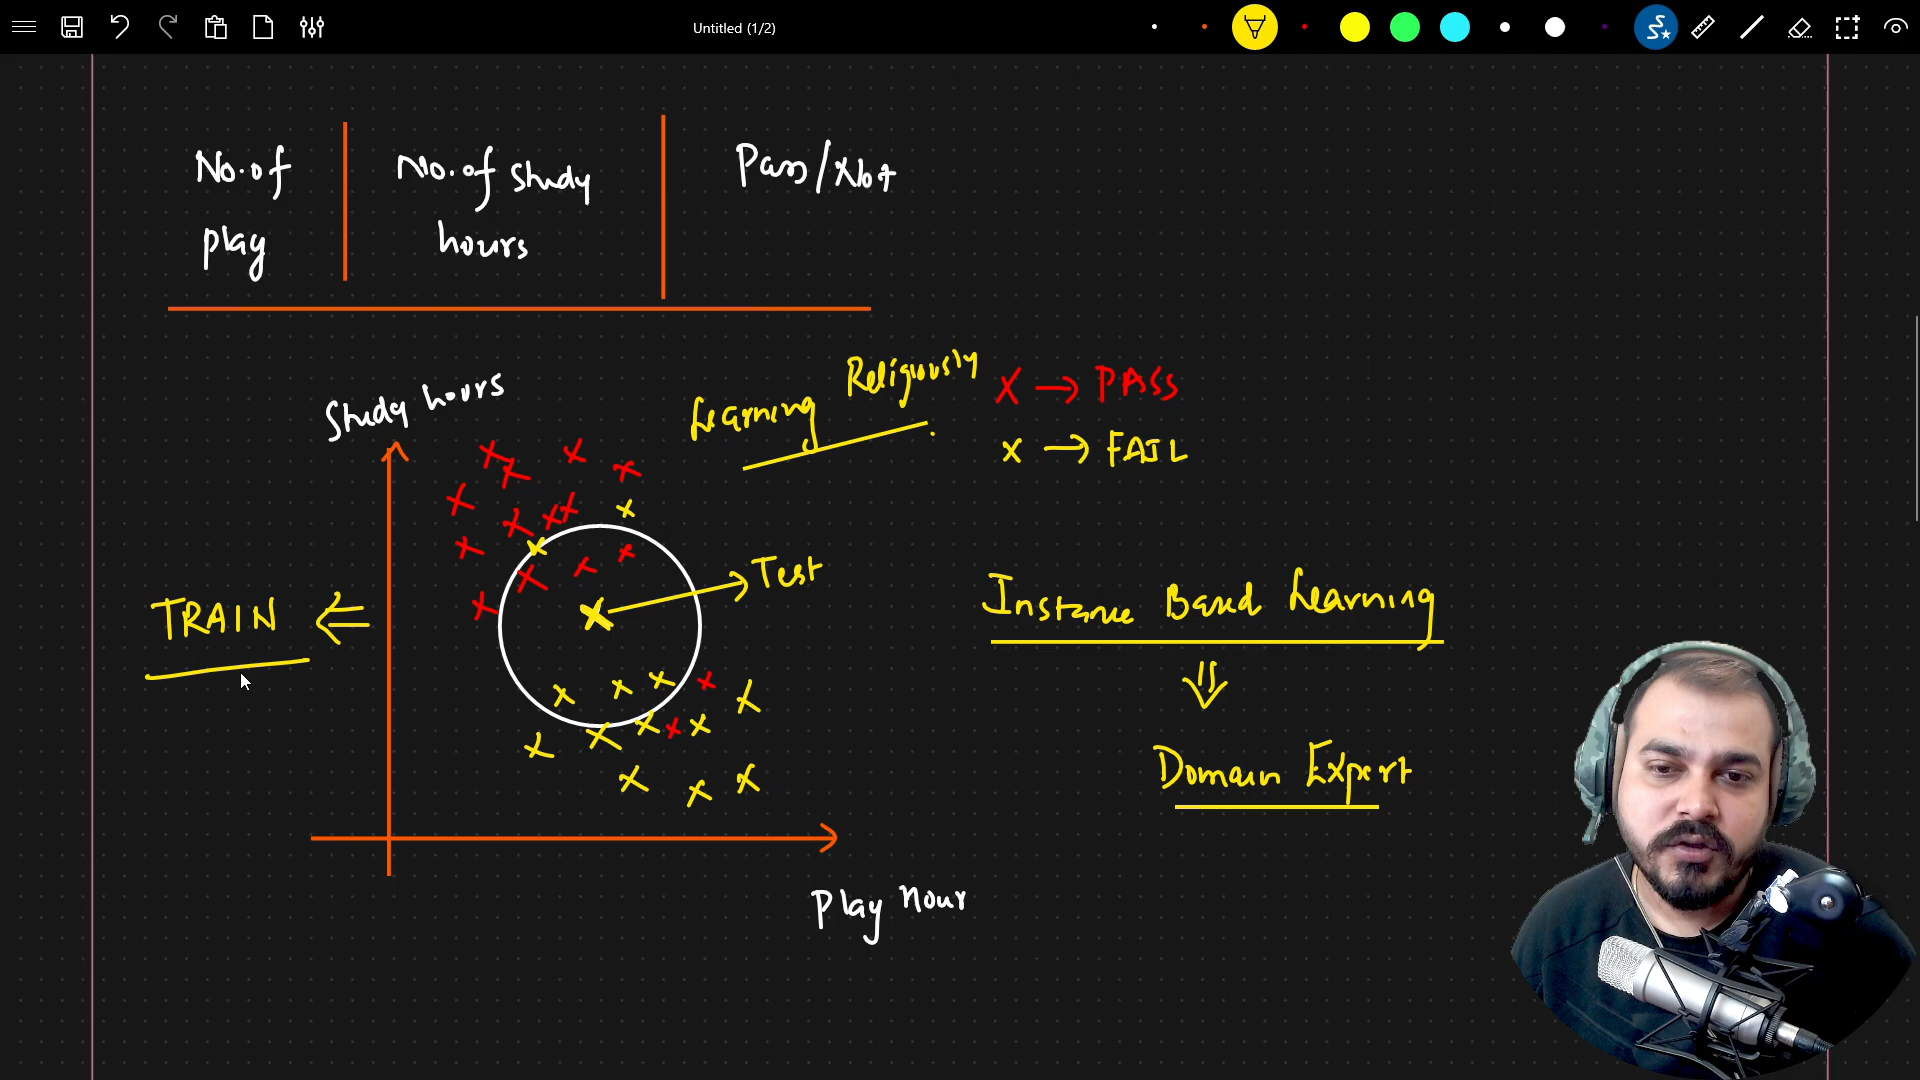 Untitled (1/2)
No. of play
No. of study hours
Pass/Not
Study hours
Learning Religiously
X → PASS
x → FAIL
Test
TRAIN
Instance Based Learning
Domain Expert
Play Hour